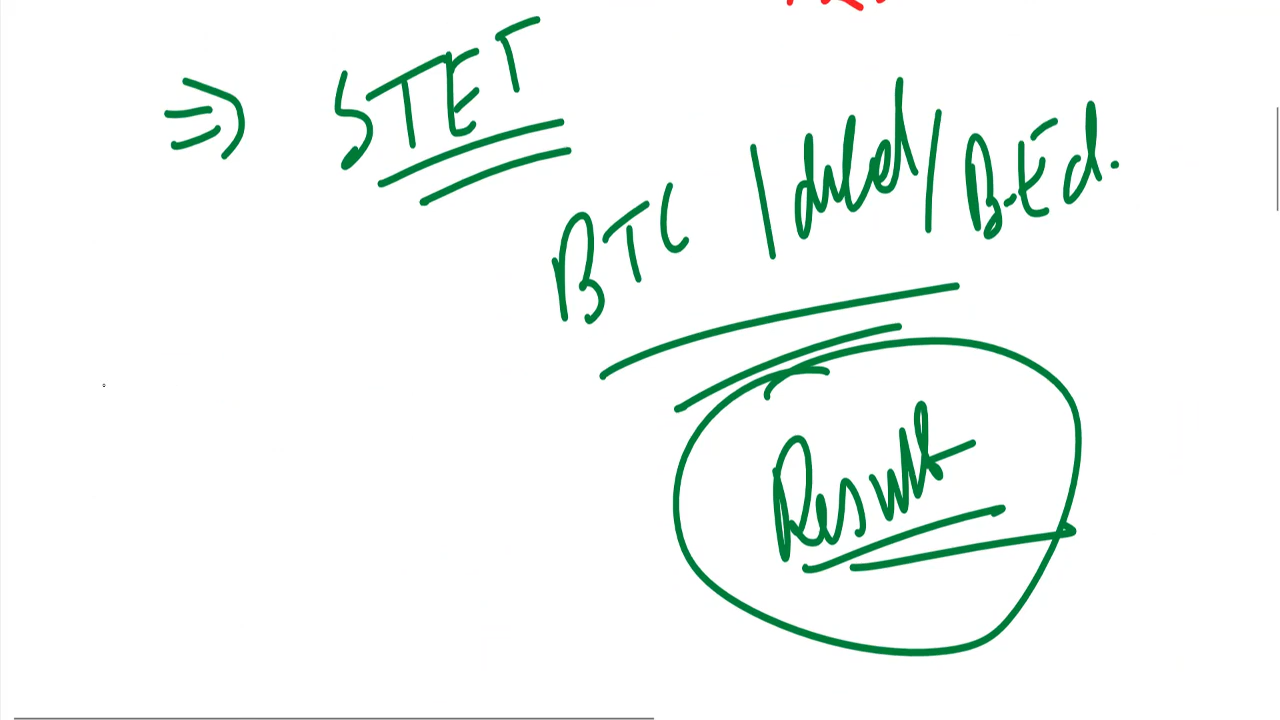 ⇒ STET
BTC / deled / B.Ed.
Result